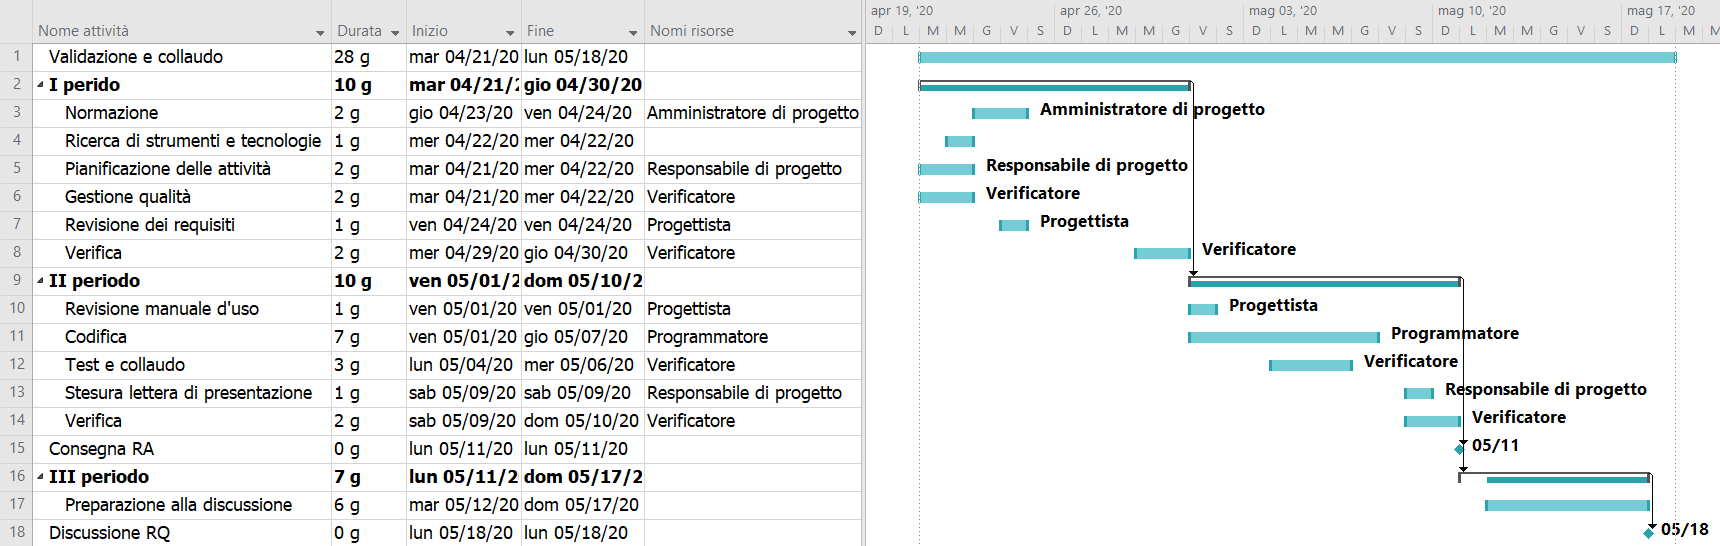 apr 19, '20 apr 26, '20 mag 03, '20 mag 10, '20 mag 17, '20
Nome attività Durata Inizio Fine Nomi risorse D L M M G V S D L M M G V S D L M M G V S D L M M G V S D L M M
1 Validazione e collaudo 28 g mar 04/21/20 lun 05/18/20
2 I perido 10 g mar 04/21/2 gio 04/30/20
3 Normazione 2 g gio 04/23/20 ven 04/24/20 Amministratore di progetto Amministratore di progetto
4 Ricerca di strumenti e tecnologie 1 g mer 04/22/20 mer 04/22/20
5 Pianificazione delle attività 2 g mar 04/21/20 mer 04/22/20 Responsabile di progetto Responsabile di progetto
6 Gestione qualità 2 g mar 04/21/20 mer 04/22/20 Verificatore Verificatore
7 Revisione dei requisiti 1 g ven 04/24/20 ven 04/24/20 Progettista Progettista
8 Verifica 2 g mer 04/29/20 gio 04/30/20 Verificatore Verificatore
9 II periodo 10 g ven 05/01/2 dom 05/10/2
10 Revisione manuale d'uso 1 g ven 05/01/20 ven 05/01/20 Progettista Progettista
11 Codifica 7 g ven 05/01/20 gio 05/07/20 Programmatore Programmatore
12 Test e collaudo 3 g lun 05/04/20 mer 05/06/20 Verificatore Verificatore
13 Stesura lettera di presentazione 1 g sab 05/09/20 sab 05/09/20 Responsabile di progetto Responsabile di progetto
14 Verifica 2 g sab 05/09/20 dom 05/10/20 Verificatore Verificatore
15 Consegna RA 0 g lun 05/11/20 lun 05/11/20 05/11
16 III periodo 7 g lun 05/11/2 dom 05/17/2
17 Preparazione alla discussione 6 g mar 05/12/20 dom 05/17/20
18 Discussione RQ 0 g lun 05/18/20 lun 05/18/20 05/18